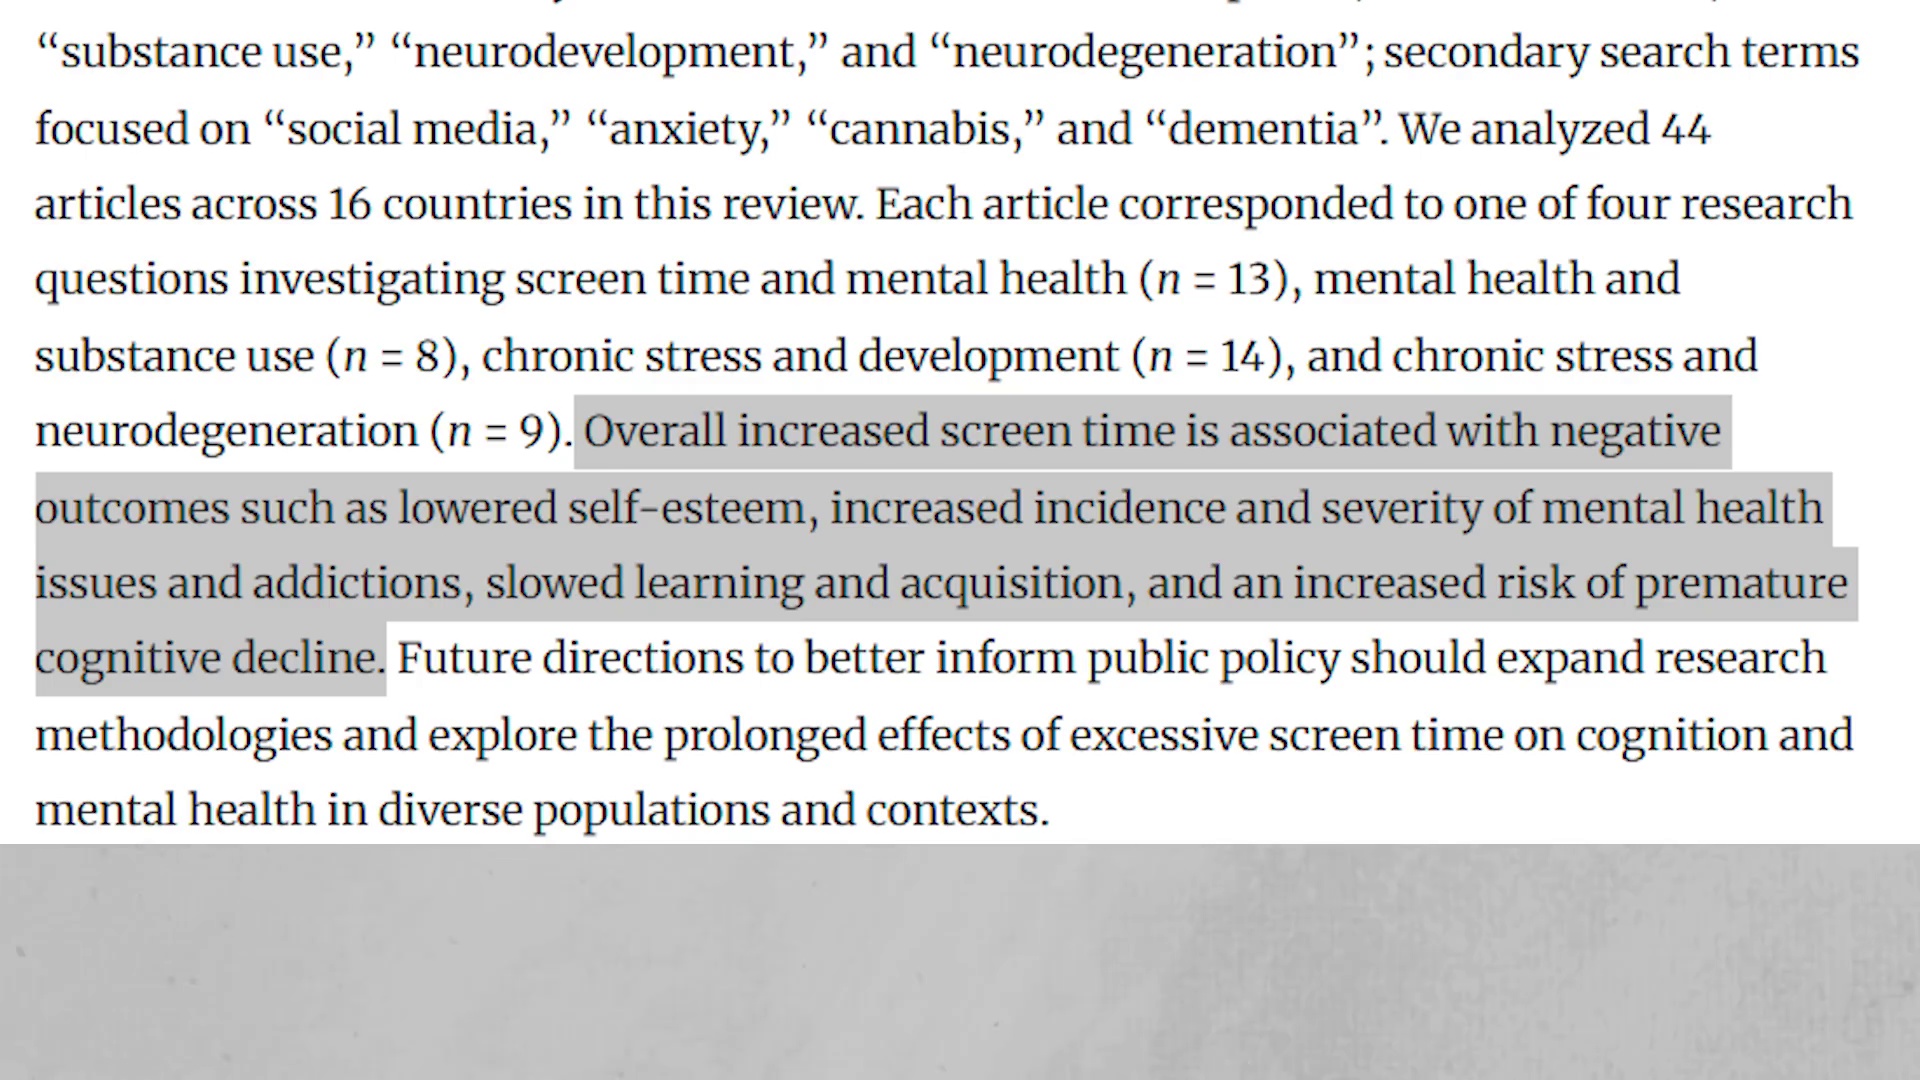 “substance use,” “neurodevelopment,” and “neurodegeneration”; secondary search terms
focused on “social media,” “anxiety,” “cannabis,” and “dementia”. We analyzed 44
articles across 16 countries in this review. Each article corresponded to one of four research
questions investigating screen time and mental health (n = 13), mental health and
substance use (n = 8), chronic stress and development (n = 14), and chronic stress and
neurodegeneration (n = 9). Overall increased screen time is associated with negative
outcomes such as lowered self-esteem, increased incidence and severity of mental health
issues and addictions, slowed learning and acquisition, and an increased risk of premature
cognitive decline. Future directions to better inform public policy should expand research
methodologies and explore the prolonged effects of excessive screen time on cognition and
mental health in diverse populations and contexts.